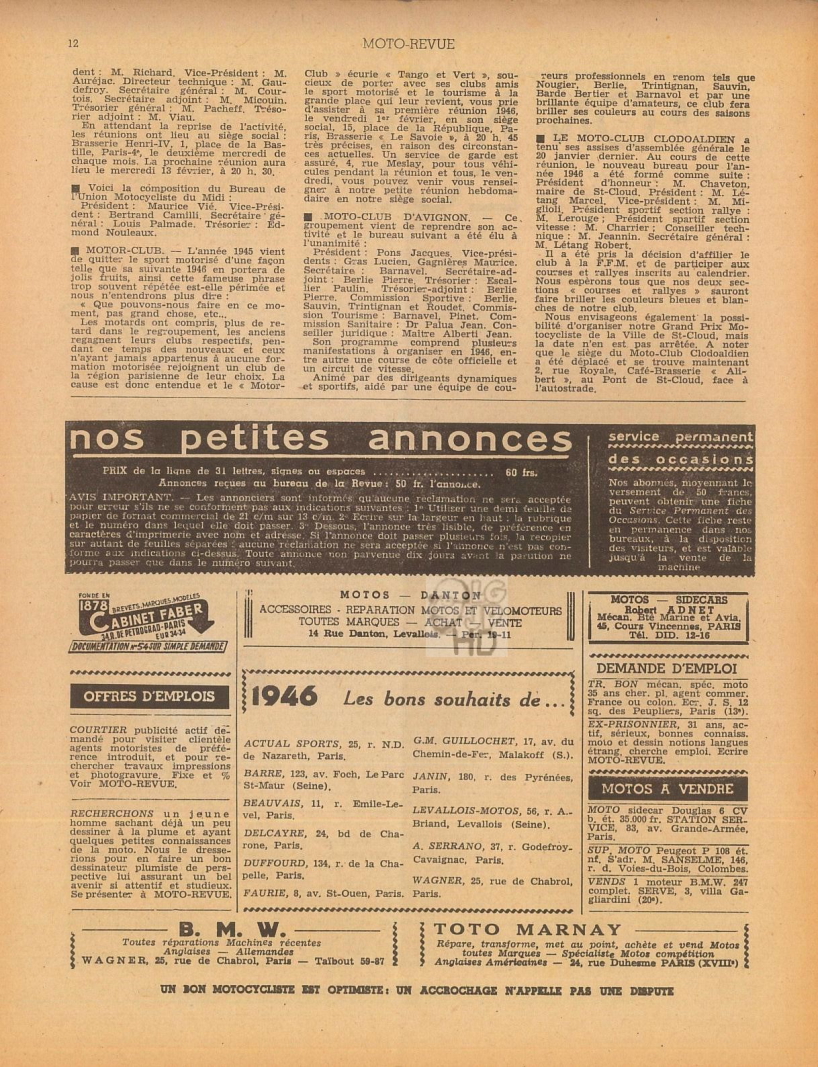 12
MOTO-REVUE
dent : M. Richard. Vice-Président : M.
Auréjac. Directeur technique : M. Gau-
defroy. Secrétaire général : M. Cour-
tois. Secrétaire adjoint : M. Micouin.
Trésorier général : M. Pacheff. Tréso-
rier adjoint : M. Viau.
En attendant la reprise de l'activité,
les réunions ont lieu au siège social :
Brasserie Henri-IV, 1, place de la Bas-
tille, Paris-4e, le deuxième mercredi de
chaque mois. La prochaine réunion aura
lieu le mercredi 13 février, à 20 h. 30.
■ Voici la composition du Bureau de
l'Union Motocycliste du Midi :
Président : Maurice Vié. Vice-Prési-
dent : Bertrand Camilli. Secrétaire gé-
néral : Louis Palmade. Trésorier : Ed-
mond Nouleaux.
■ MOTOR-CLUB. — L'année 1945 vient
de quitter le sport motorisé d'une façon
telle que sa suivante 1946 en portera de
jolis fruits, ainsi cette fameuse phrase
trop souvent répétée est-elle périmée et
nous n'entendrons plus dire :
« Que pouvons-nous faire en ce mo-
ment, pas grand chose, etc...
Les motards ont compris, plus de re-
tard dans le regroupement, les anciens
regagnent leurs clubs respectifs, pen-
dant ce temps des nouveaux et ceux
n'ayant jamais appartenu à aucune for-
mation motorisée rejoignent un club de
la région parisienne de leur choix. La
cause est donc entendue et le « Motor-
Club » écurie « Tango et Vert », sou-
cieux de porter avec ses clubs amis
le sport motorisé et le tourisme à la
grande place qui leur revient, vous prie
d'assister à sa première réunion 1946,
le vendredi 1er février, en son siège
social, 15, place de la République, Pa-
ris, Brasserie « Le Savoie », à 20 h. 45
très précises, en raison des circonstan-
ces actuelles. Un service de garde est
assuré, 4, rue Meslay, pour tous véhi-
cules pendant la réunion et tous, le ven-
dredi, vous pouvez venir vous rensei-
gner à notre petite réunion hebdoma-
daire en notre siège social.
■ MOTO-CLUB D'AVIGNON. — Ce
groupement vient de reprendre son ac-
tivité et le bureau suivant a été élu à
l'unanimité :
Président : Pons Jacques. Vice-prési-
dents : Gras Lucien, Gagnières Maurice.
Secrétaire : Barnavel. Secrétaire-ad-
joint : Berlie Pierre. Trésorier : Escal-
lier Paulin. Trésorier-adjoint : Berlie
Pierre. Commission Sportive : Berlie,
Sauvin, Trintignan et Roudet. Commis-
sion Tourisme : Barnavel, Pinet. Com-
mission Sanitaire : Dr Palua Jean. Con-
seiller juridique : Maître Alberti Jean.
Son programme comprend plusieurs
manifestations à organiser en 1946, en-
tre autre une course de côte officielle et
un circuit de vitesse.
Animé par des dirigeants dynamiques
et sportifs, aidé par une équipe de cou-
reurs professionnels en renom tels que
Nougier, Berlie, Trintignan, Sauvin,
Barde Bertier et Barnavol et par une
brillante équipe d'amateurs, ce club fera
briller ses couleurs au cours des saisons
prochaines.
■ LE MOTO-CLUB CLODOALDIEN a
tenu ses assises d'assemblée générale le
20 janvier dernier. Au cours de cette
réunion, le nouveau bureau pour l'an-
née 1946 a été formé comme suite :
Président d'honneur : M. Chaveton,
maire de St-Cloud. Président : M. Lé-
tang Marcel. Vice-président : M. Mi-
glioli. Président sportif section rallye :
M. Lerouge ; Président sportif section
vitesse : M. Charrier ; Conseiller tech-
nique : M. Jeannin. Secrétaire général :
M. Létang Robert.
Il a été pris la décision d'affilier le
club à la F.F.M. et de participer aux
courses et rallyes inscrits au calendrier.
Nous espérons tous que nos deux sec-
tions « courses et rallyes » sauront
faire briller les couleurs bleues et blan-
ches de notre club.
Nous envisageons également la possi-
bilité d'organiser notre Grand Prix Mo-
tocycliste de la Ville de St-Cloud, mais
la date n'en est pas arrêtée. A noter
que le siège du Moto-Club Clodoaldien
a été déplacé et se trouve maintenant
2, rue Royale, Café-Brasserie « Ali-
bert », au Pont de St-Cloud, face à
l'autostrade.
nos petites annonces
PRIX de la ligne de 31 lettres, signes ou espaces ..................... 60 frs.
Annonces reçues au bureau de la Revue : 50 fr. l'annonce.
AVIS IMPORTANT. — Les annonciers sont informés qu'aucune réclamation ne sera acceptée
pour erreur s'ils ne se conforment pas aux indications suivantes : 1° Utiliser une demi feuille de
papier de format commercial de 21 c/m sur 13 c/m. 2° Ecrire sur la largeur en haut : la rubrique
et le numéro dans lequel elle doit passer. 3° Dessous, l'annonce très lisible, de préférence en
caractères d'imprimerie avec nom et adresse. Si l'annonce doit passer plusieurs fois, la recopier
sur autant de feuilles séparées : aucune réclamation ne sera acceptée si l'annonce n'est pas con-
forme aux indications ci-dessus. Toute annonce non parvenue dix jours avant la parution ne
pourra passer que dans le numéro suivant.
service permanent
des occasions
Nos abonnés, moyennant le
versement de 50 francs,
peuvent obtenir une fiche
du Service Permanent des
Occasions. Cette fiche reste
en permanence dans nos
bureaux, à la disposition
des visiteurs, et est valable
jusqu'à la vente de la
machine
FONDÉ EN
1878
BREVETS, MARQUES, MODELES
CABINET FABER
34, R. DE PETROGRAD - PARIS
EUR 34-34
DOCUMENTATION N° 54 SUR SIMPLE DEMANDE
MOTOS — DANTON
ACCESSOIRES - REPARATION MOTOS ET VELOMOTEURS
TOUTES MARQUES — ACHAT — VENTE
14 Rue Danton, Levallois. — Per. 19-11
BIG
HD
MOTOS — SIDECARS
Robert ADNET
Mécan. Bté Marine et Avia.
45, Cours Vincennes, PARIS
Tél. DID. 12-16
OFFRES D'EMPLOIS
COURTIER publicité actif de-
mandé pour visiter clientèle
agents motoristes de préfé-
rence introduit, et pour re-
chercher travaux impressions
et photogravure. Fixe et %
Voir MOTO-REVUE.
RECHERCHONS un jeune
homme sachant déjà un peu
dessiner à la plume et ayant
quelques petites connaissances
de la moto. Nous le dresse-
rions pour en faire un bon
dessinateur plumiste de pers-
pective lui assurant un bel
avenir si attentif et studieux.
Se présenter à MOTO-REVUE.
1946 Les bons souhaits de...
ACTUAL SPORTS, 25, r. N.D.
de Nazareth, Paris.
BARRE, 123, av. Foch, Le Parc
St-Maur (Seine).
BEAUVAIS, 11, r. Emile-Le-
vel, Paris.
DELCAYRE, 24, bd de Cha-
rone, Paris.
DUFFOURD, 134, r. de la Cha-
pelle, Paris.
FAURIE, 8, av. St-Ouen, Paris.
G.M. GUILLOCHET, 17, av. du
Chemin-de-Fer, Malakoff (S.).
JANIN, 180, r. des Pyrénées,
Paris.
LEVALLOIS-MOTOS, 56, r. A.-
Briand, Levallois (Seine).
A. SERRANO, 37, r. Godefroy-
Cavaignac, Paris.
WAGNER, 25, rue de Chabrol,
Paris.
DEMANDE D'EMPLOI
TR. BON mécan. spéc. moto
35 ans cher. pl. agent commer.
France ou colon. Ecr. J. S. 12
sq. des Peupliers, Paris (13e).
EX-PRISONNIER, 31 ans, ac-
tif, sérieux, bonnes connaiss.
moto et dessin notions langues
étrang. cherche emploi. Ecrire
MOTO-REVUE.
MOTOS A VENDRE
MOTO sidecar Douglas 6 CV
b. ét. 35.000 fr. STATION SER-
VICE, 83, av. Grande-Armée,
Paris.
SUP. MOTO Peugeot P 108 ét.
nf. S'adr. M. SANSELME, 146,
r. d. Voies-du-Bois, Colombes.
VENDS 1 moteur B.M.W. 247
complet. SERVE, 3, villa Ga-
gliardini (20e).
B. M. W.
Toutes réparations Machines récentes
Anglaises — Allemandes
WAGNER, 25, rue de Chabrol, Paris — Taîbout 59-87
TOTO MARNAY
Répare, transforme, met au point, achète et vend Motos
toutes Marques — Spécialiste Motos compétition
Anglaises Américaines — 24, rue Duhesme PARIS (XVIIIe)
UN BON MOTOCYCLISTE EST OPTIMISTE : UN ACCROCHAGE N'APPELLE PAS UNE DISPUTE